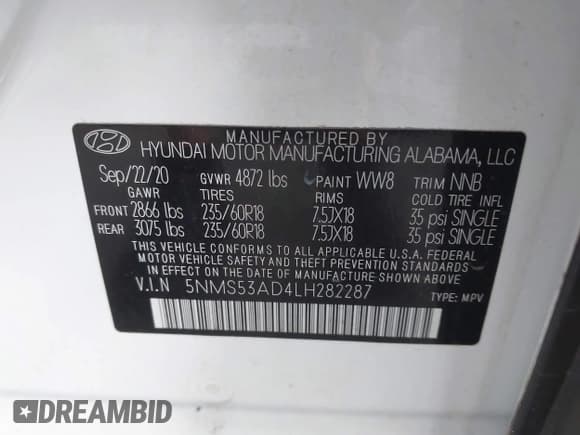 MANUFACTURED BY
HYUNDAI MOTOR MANUFACTURING ALABAMA, LLC
Sep/22/20 GVWR 4872 lbs PAINT WW8 TRIM NNB
GAWR TIRES RIMS COLD TIRE INFL
FRONT 2866 lbs 235/60R18 7.5JX18 35 psi SINGLE
REAR 3075 lbs 235/60R18 7.5JX18 35 psi SINGLE
THIS VEHICLE CONFORMS TO ALL APPLICABLE U.S.A FEDERAL
MOTOR VEHICLE SAFETY AND THEFT PREVENTION
STANDARDS IN EFFECT ON THE DATE OF MANUFACTURE SHOWN ABOVE
V.I.N 5NMS53AD4LH282287 TYPE: MPV
DREAMBID
DREAMBID.COM